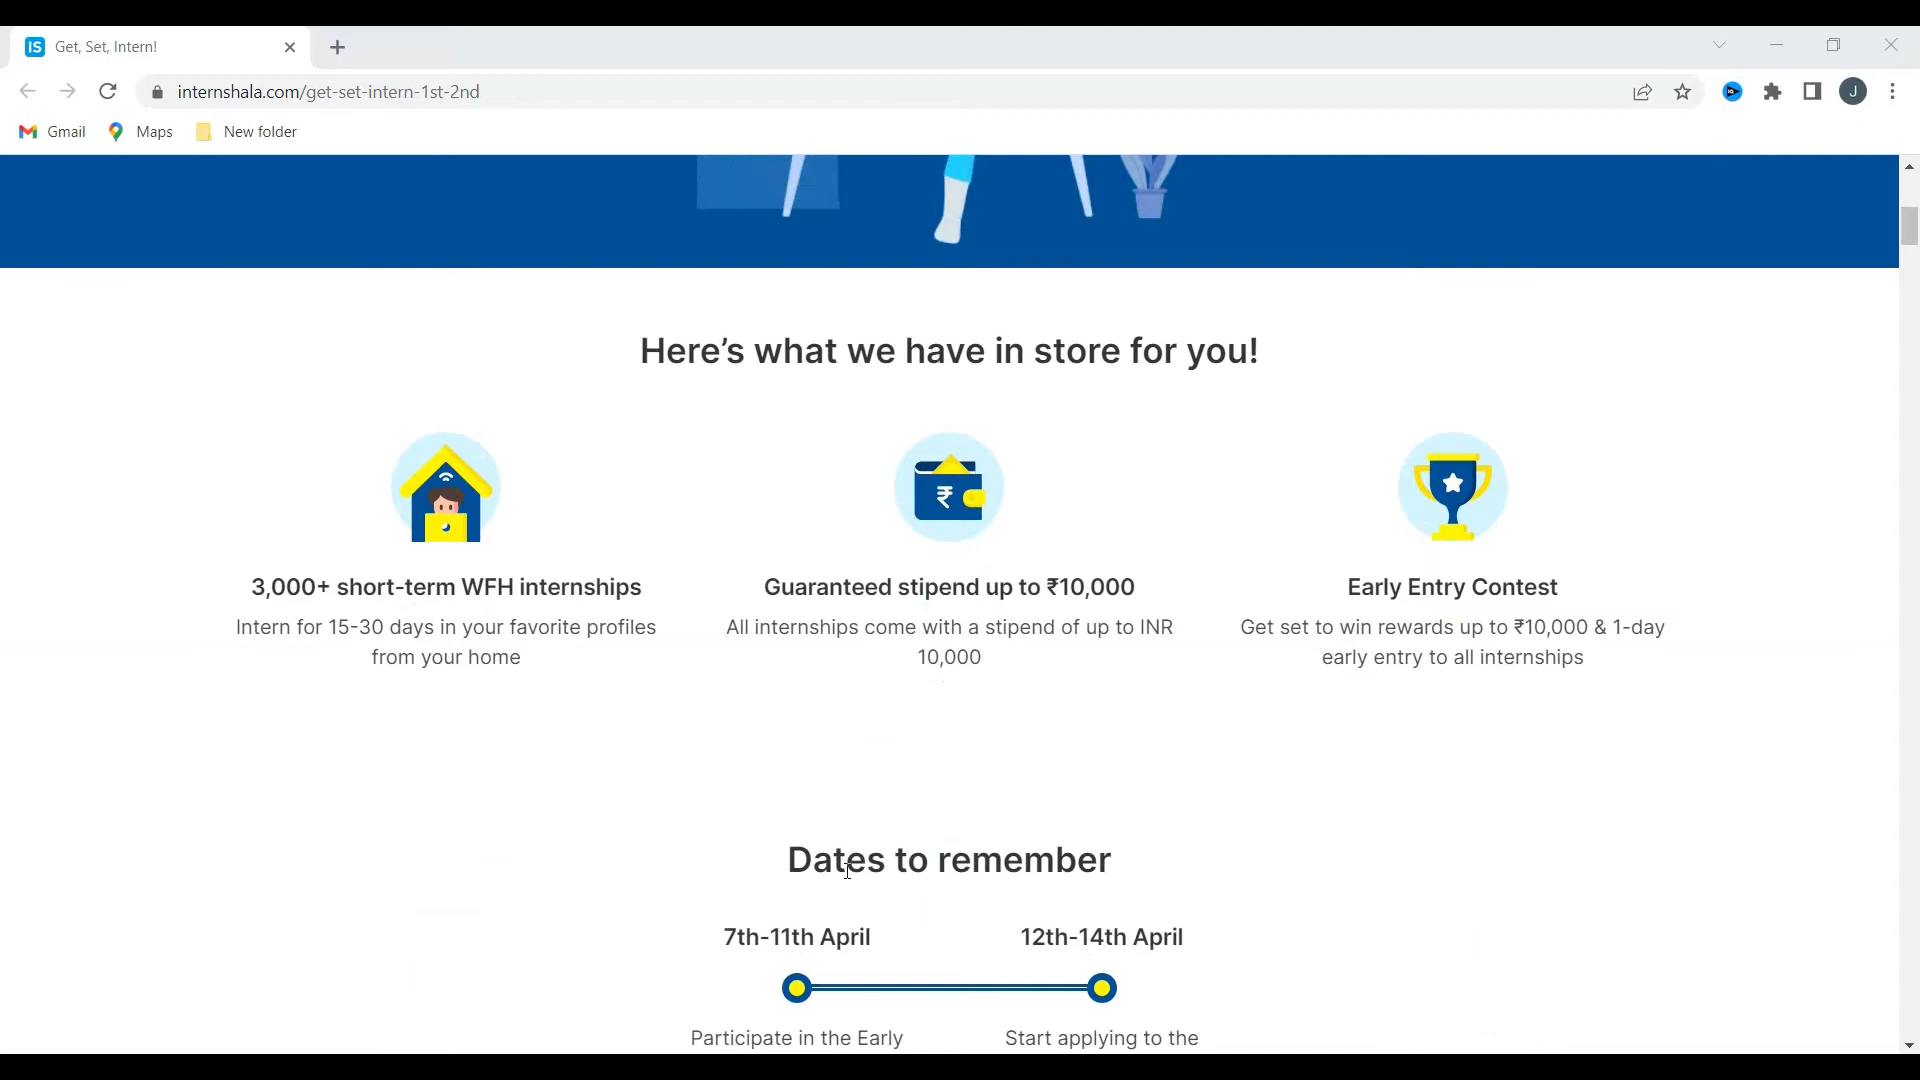 IS Get, Set, Intern!
internshala.com/get-set-intern-1st-2nd
J
Gmail Maps New folder
Here’s what we have in store for you!
₹
3,000+ short-term WFH internships
Intern for 15-30 days in your favorite profiles
from your home
Guaranteed stipend up to ₹10,000
All internships come with a stipend of up to INR
10,000
Early Entry Contest
Get set to win rewards up to ₹10,000 & 1-day
early entry to all internships
Dates to remember
7th-11th April
12th-14th April
Participate in the Early
Start applying to the